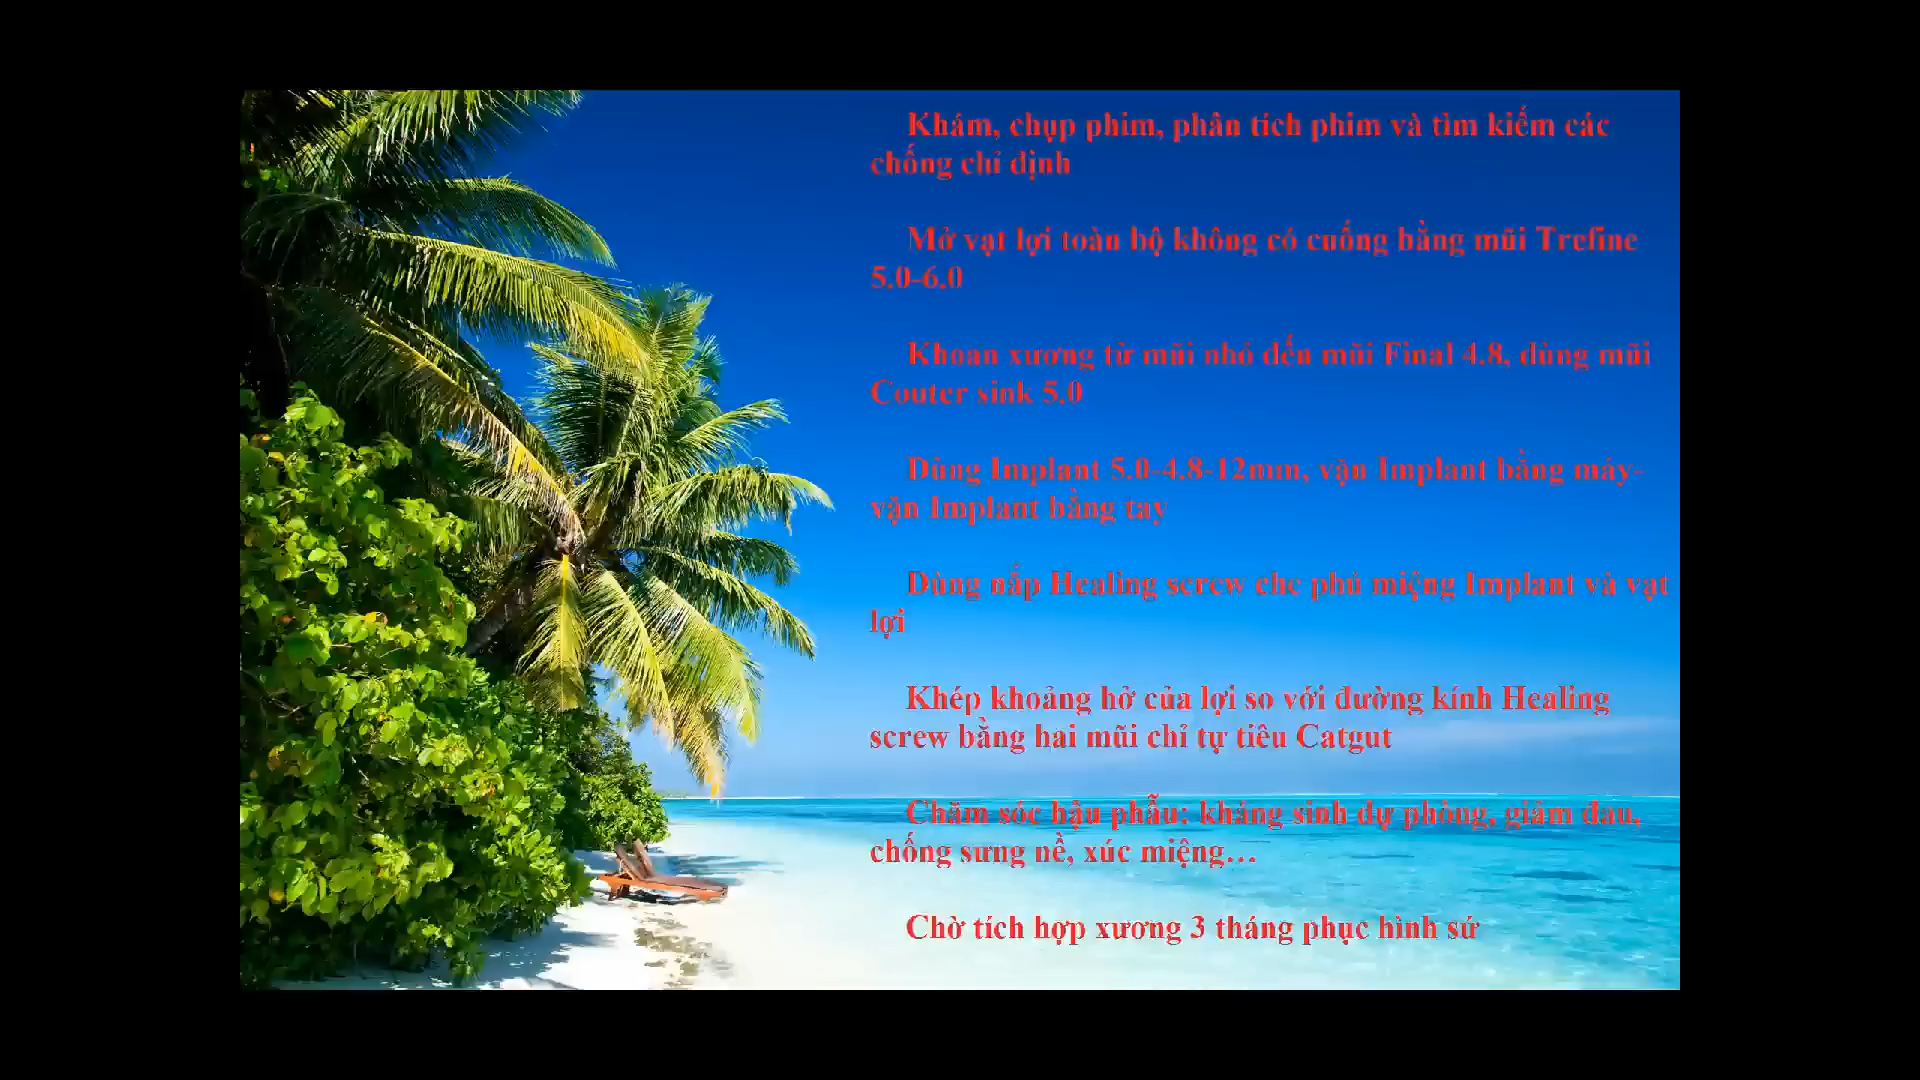 Khám, chụp phim, phân tích phim và tìm kiếm các
chống chỉ định
Mở vạt lợi toàn bộ không có cuống bằng mũi Trefine
5.0-6.0
Khoan xương từ mũi nhỏ đến mũi Final 4.8, dùng mũi
Couter sink 5.0
Dùng Implant 5.0-4.8-12mm, vặn Implant bằng máy-
vặn Implant bằng tay
Dùng nắp Healing screw che phủ miệng Implant và vạt
lợi
Khép khoảng hở của lợi so với đường kính Healing
screw bằng hai mũi chỉ tự tiêu Catgut
Chăm sóc hậu phẫu: kháng sinh dự phòng, giảm đau,
chống sưng nề, xúc miệng…
Chờ tích hợp xương 3 tháng phục hình sứ